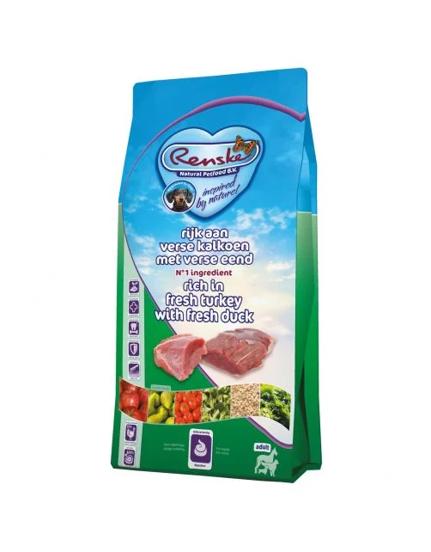 Renske
Natural Petfood B.V.
inspired
by nature!
rijk aan
verse kalkoen
met verse eend
N°1 ingredient
rich in
fresh turkey
with fresh duck
adult